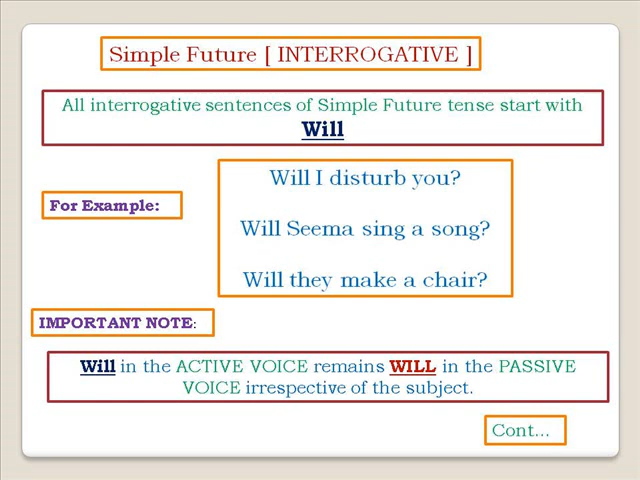 Simple Future [ INTERROGATIVE ]
All interrogative sentences of Simple Future tense start with
Will
For Example:
Will I disturb you?
Will Seema sing a song?
Will they make a chair?
IMPORTANT NOTE:
Will in the ACTIVE VOICE remains WILL in the PASSIVE
VOICE irrespective of the subject.
Cont...